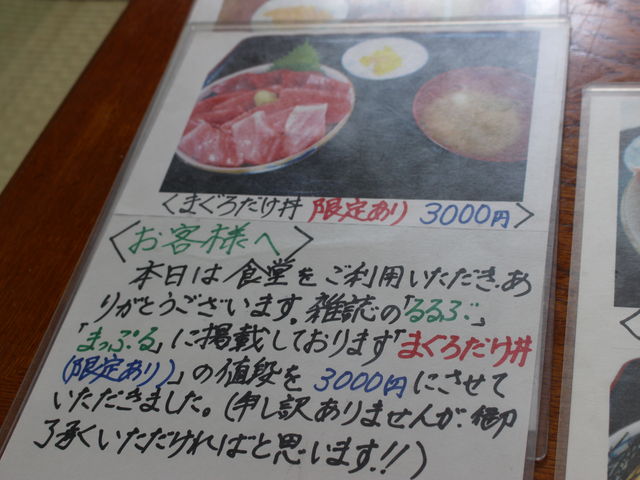 <まぐろだけ丼 限定あり 3000円>
<お客様へ>
本日は食堂をご利用いただき、あ
りがとうございます。雑誌の「るるぶ」
「まっぷる」に掲載しております「まぐろだけ丼
(限定あり)」の値段を3000円にさせて
いただきました。(申し訳ありませんが、御
了承くいただければと思います!!)